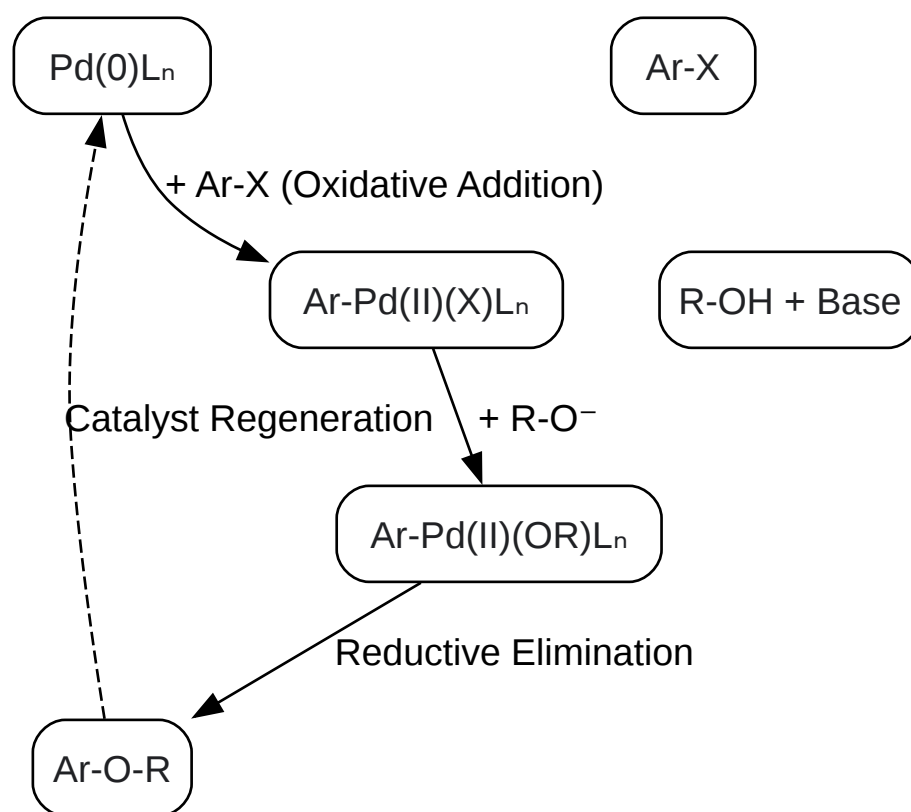 Pd(0)Lₙ
Ar-X
+ Ar-X (Oxidative Addition)
Ar-Pd(II)(X)Lₙ
R-OH + Base
Catalyst Regeneration
+ R-O⁻
Ar-Pd(II)(OR)Lₙ
Reductive Elimination
Ar-O-R